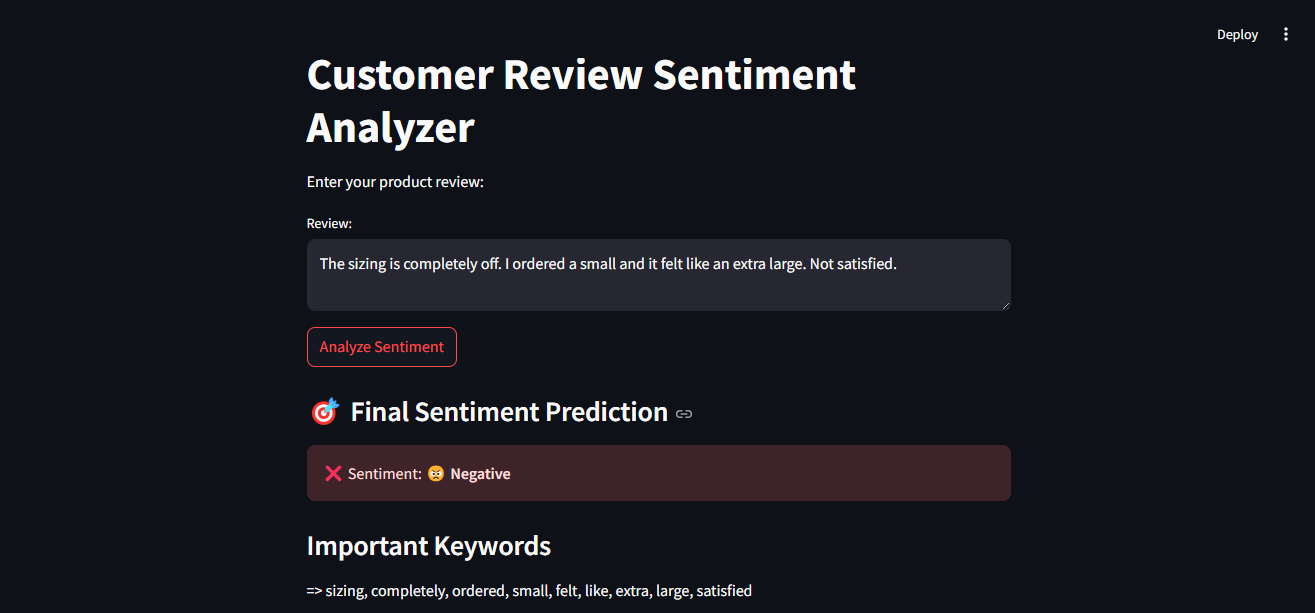 Deploy
Customer Review Sentiment
Analyzer
Enter your product review:
Review:
The sizing is completely off. I ordered a small and it felt like an extra large. Not satisfied.
Analyze Sentiment
🎯 Final Sentiment Prediction
❌ Sentiment: 😠 Negative
Important Keywords
=> sizing, completely, ordered, small, felt, like, extra, large, satisfied